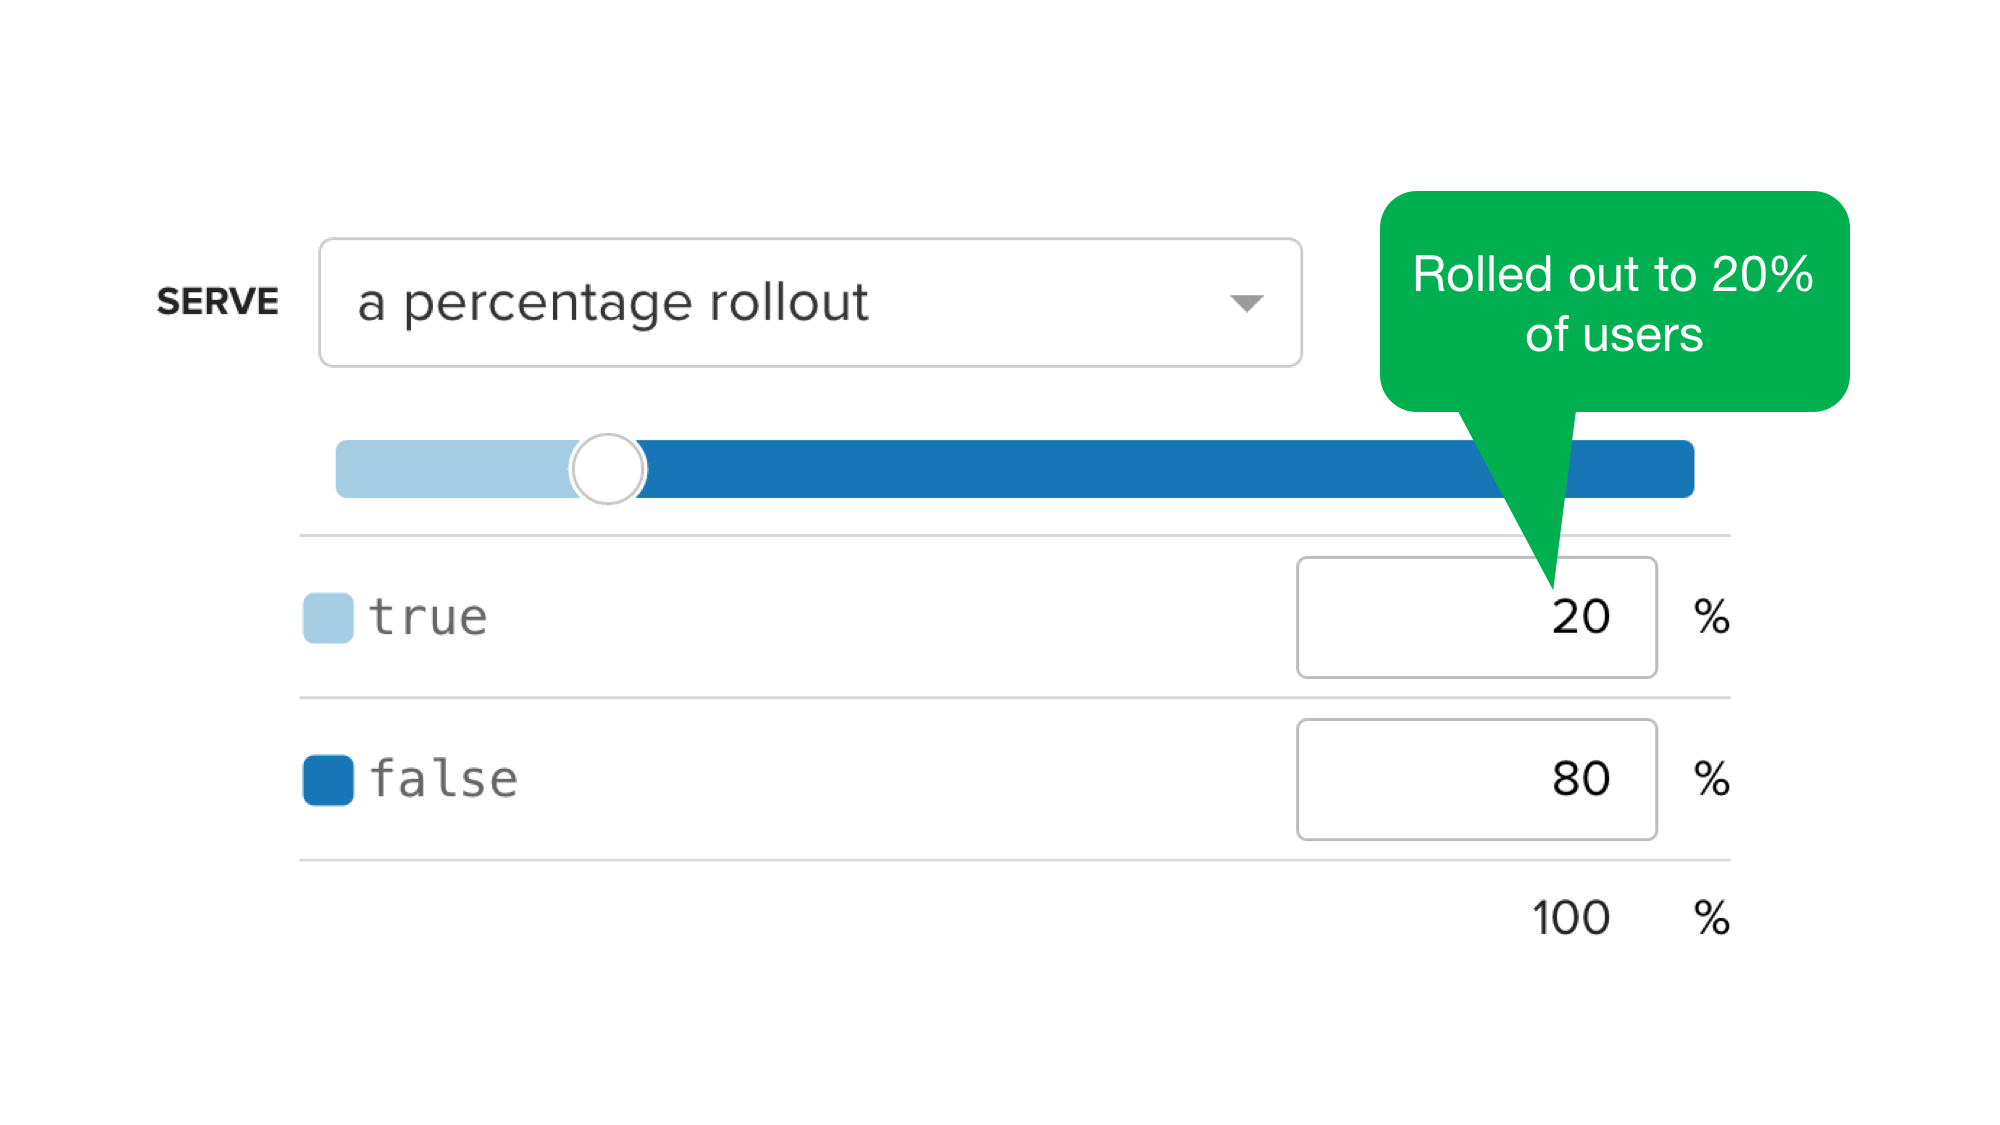 SERVE
a percentage rollout
Rolled out to 20%
of users
true
20 %
false
80 %
100 %